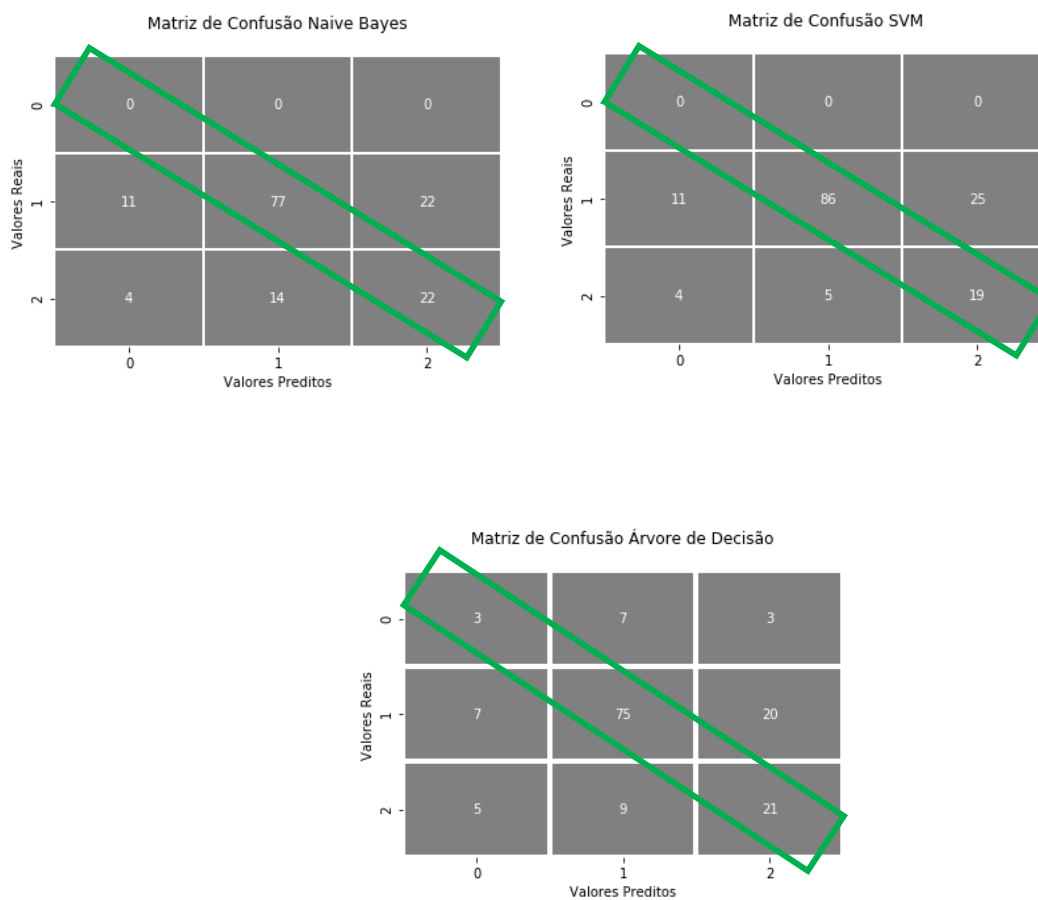 Matriz de Confusão Naive Bayes
Valores Reais
0
0 0 0
1
11 77 22
2
4 14 22
0 1 2
Valores Preditos
Matriz de Confusão SVM
Valores Reais
0
0 0 0
1
11 86 25
2
4 5 19
0 1 2
Valores Preditos
Matriz de Confusão Árvore de Decisão
Valores Reais
0
3 7 3
1
7 75 20
2
5 9 21
0 1 2
Valores Preditos